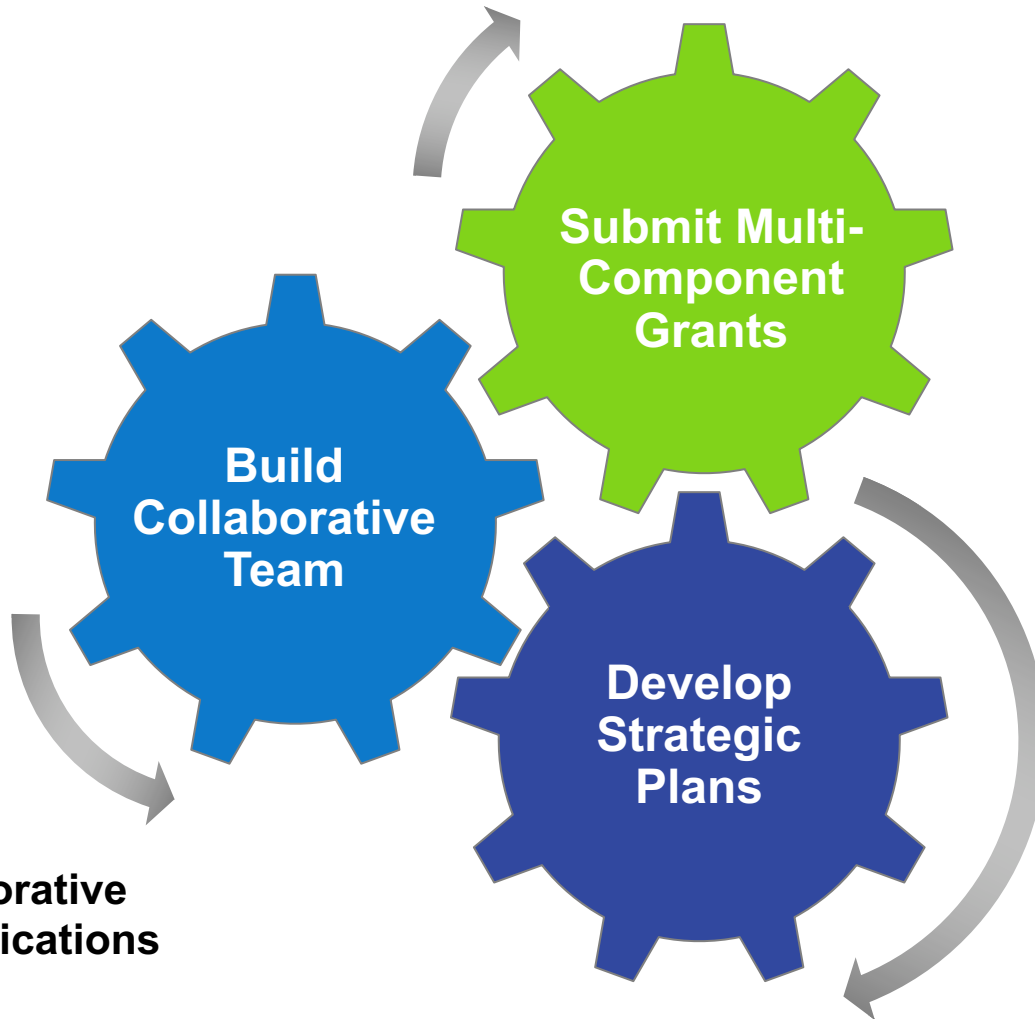 Submit Multi-
Component
Grants
Build
Collaborative
Team
Develop
Strategic
Plans
orative
ications